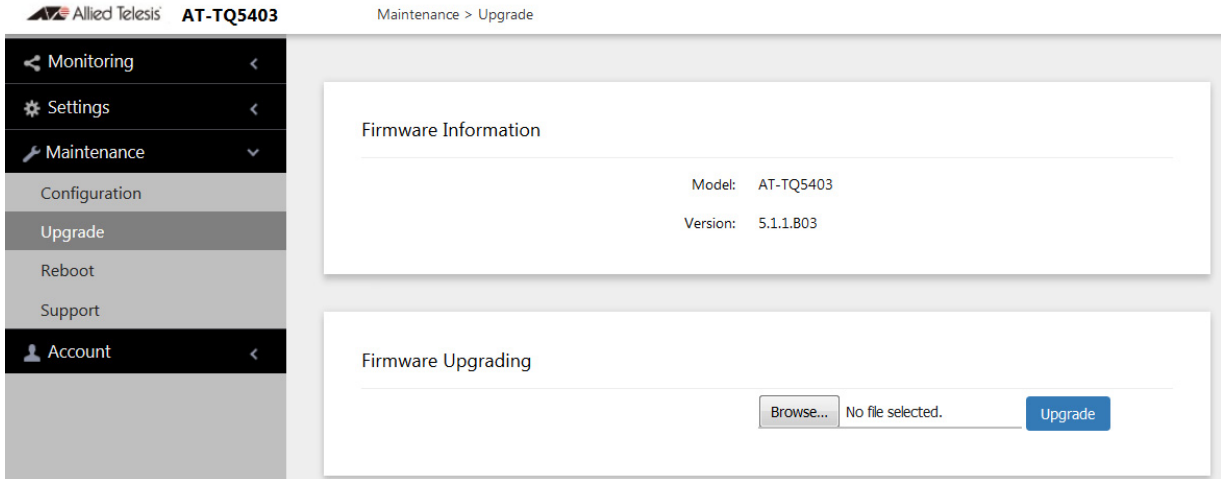 Allied Telesis AT-TQ5403 Maintenance > Upgrade
Monitoring
Settings
Maintenance
Configuration
Upgrade
Reboot
Support
Account
Firmware Information
Model: AT-TQ5403
Version: 5.1.1.B03
Firmware Upgrading
Browse... No file selected. Upgrade